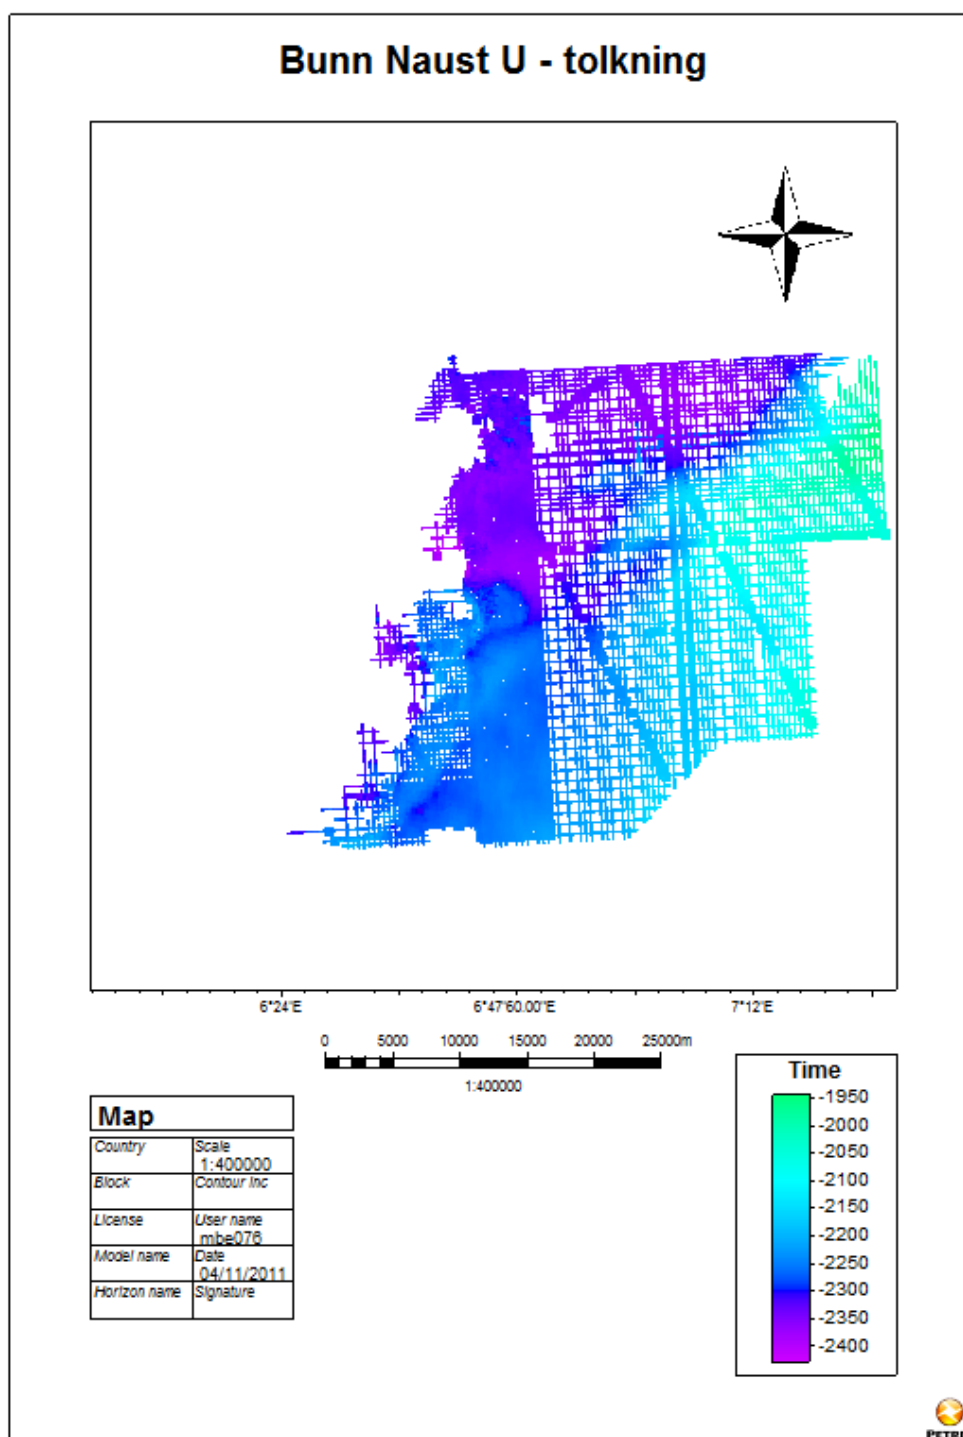 Bunn Naust U - tolkning
6°24'E 6°47'60.00"E 7°12'E
0 5000 10000 15000 20000 25000m
1:400000
Time
-1950
-2000
-2050
-2100
-2150
-2200
-2250
-2300
-2350
-2400
Map
Country Scale
1:400000
Block Contour inc
License User name
mbe076
Model name Date
04/11/2011
Horizon name Signature